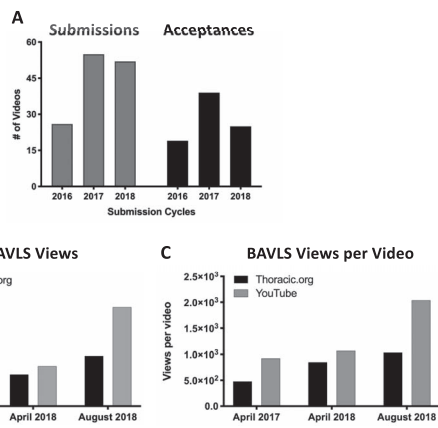 A
Submissions
Acceptances
# of Videos
60
45
30
15
0
2016 2017 2018
2016 2017 2018
Submission Cycles
AVLS Views
org
April 2018 August 2018
C
BAVLS Views per Video
Thoracic.org
YouTube
Views per video
2.5×10³
2.0×10³
1.5×10³
1.0×10³
5.0×10²
0.0
April 2017 April 2018 August 2018